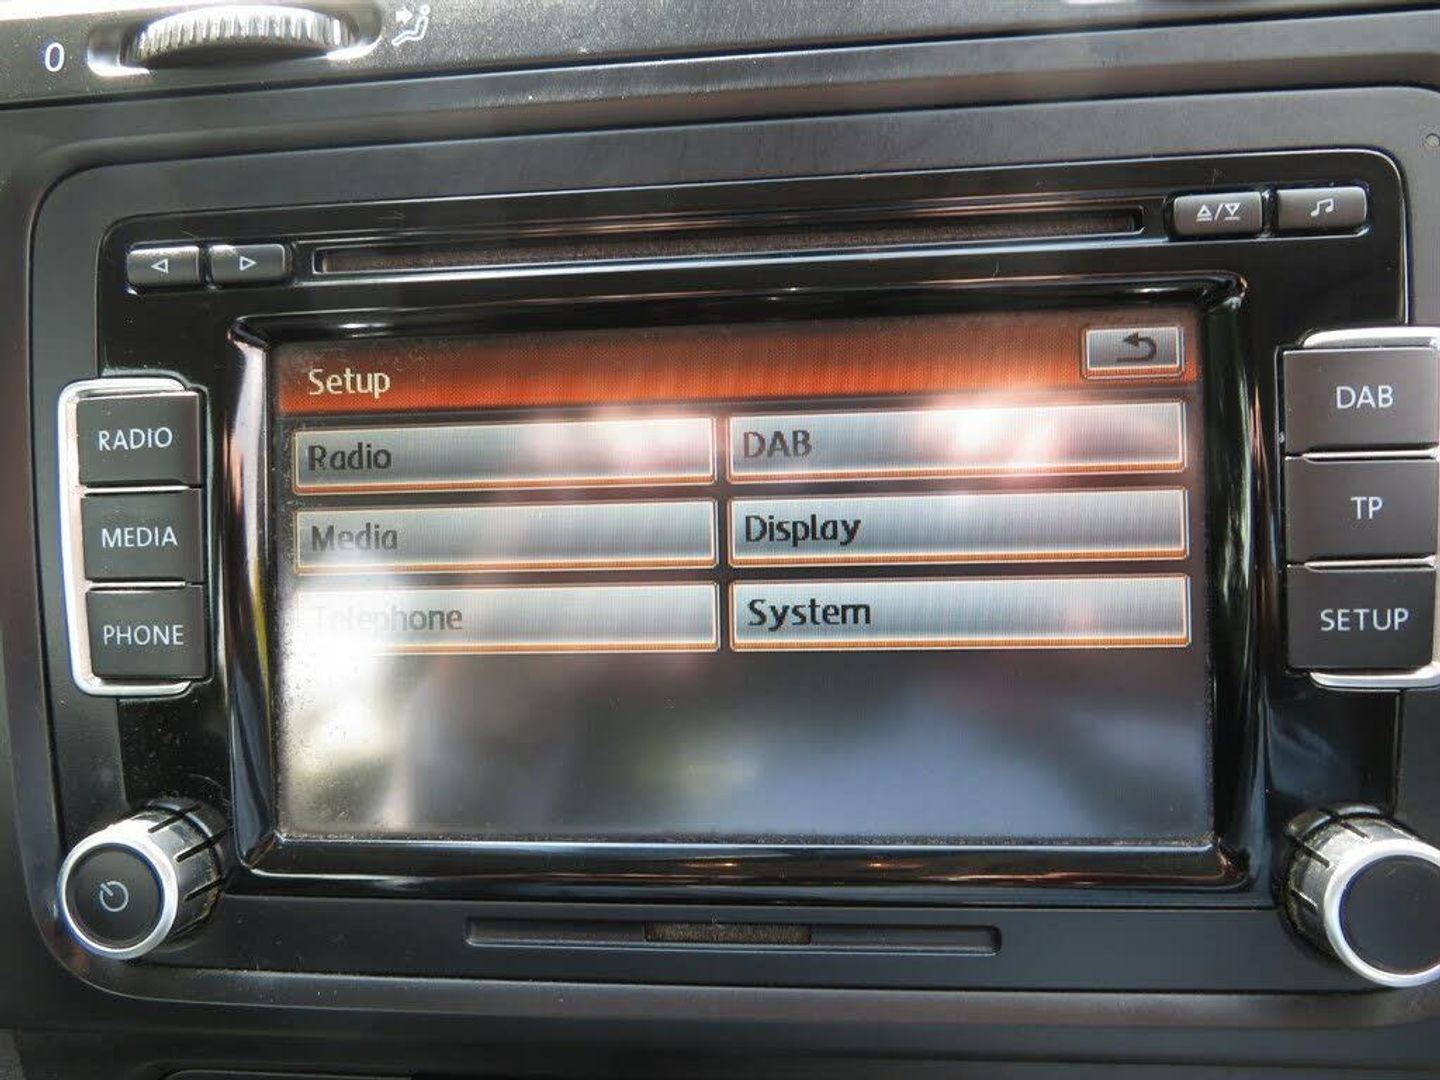 0
Setup
Radio
DAB
Media
Display
Telephone
System
RADIO
MEDIA
PHONE
DAB
TP
SETUP